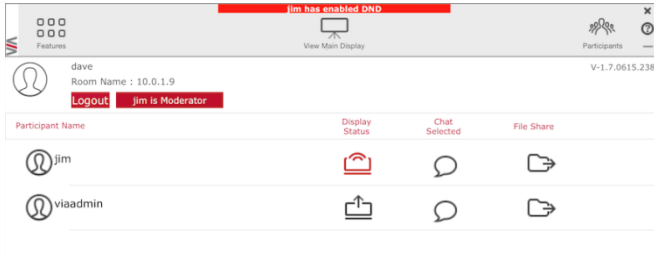 jim has enabled DND
Features
View Main Display
Participants
dave
V-1.7.0615.238
Room Name : 10.0.1.9
Logout
jim is Moderator
Participant Name
Display
Status
Chat
Selected
File Share
jim
viaadmin